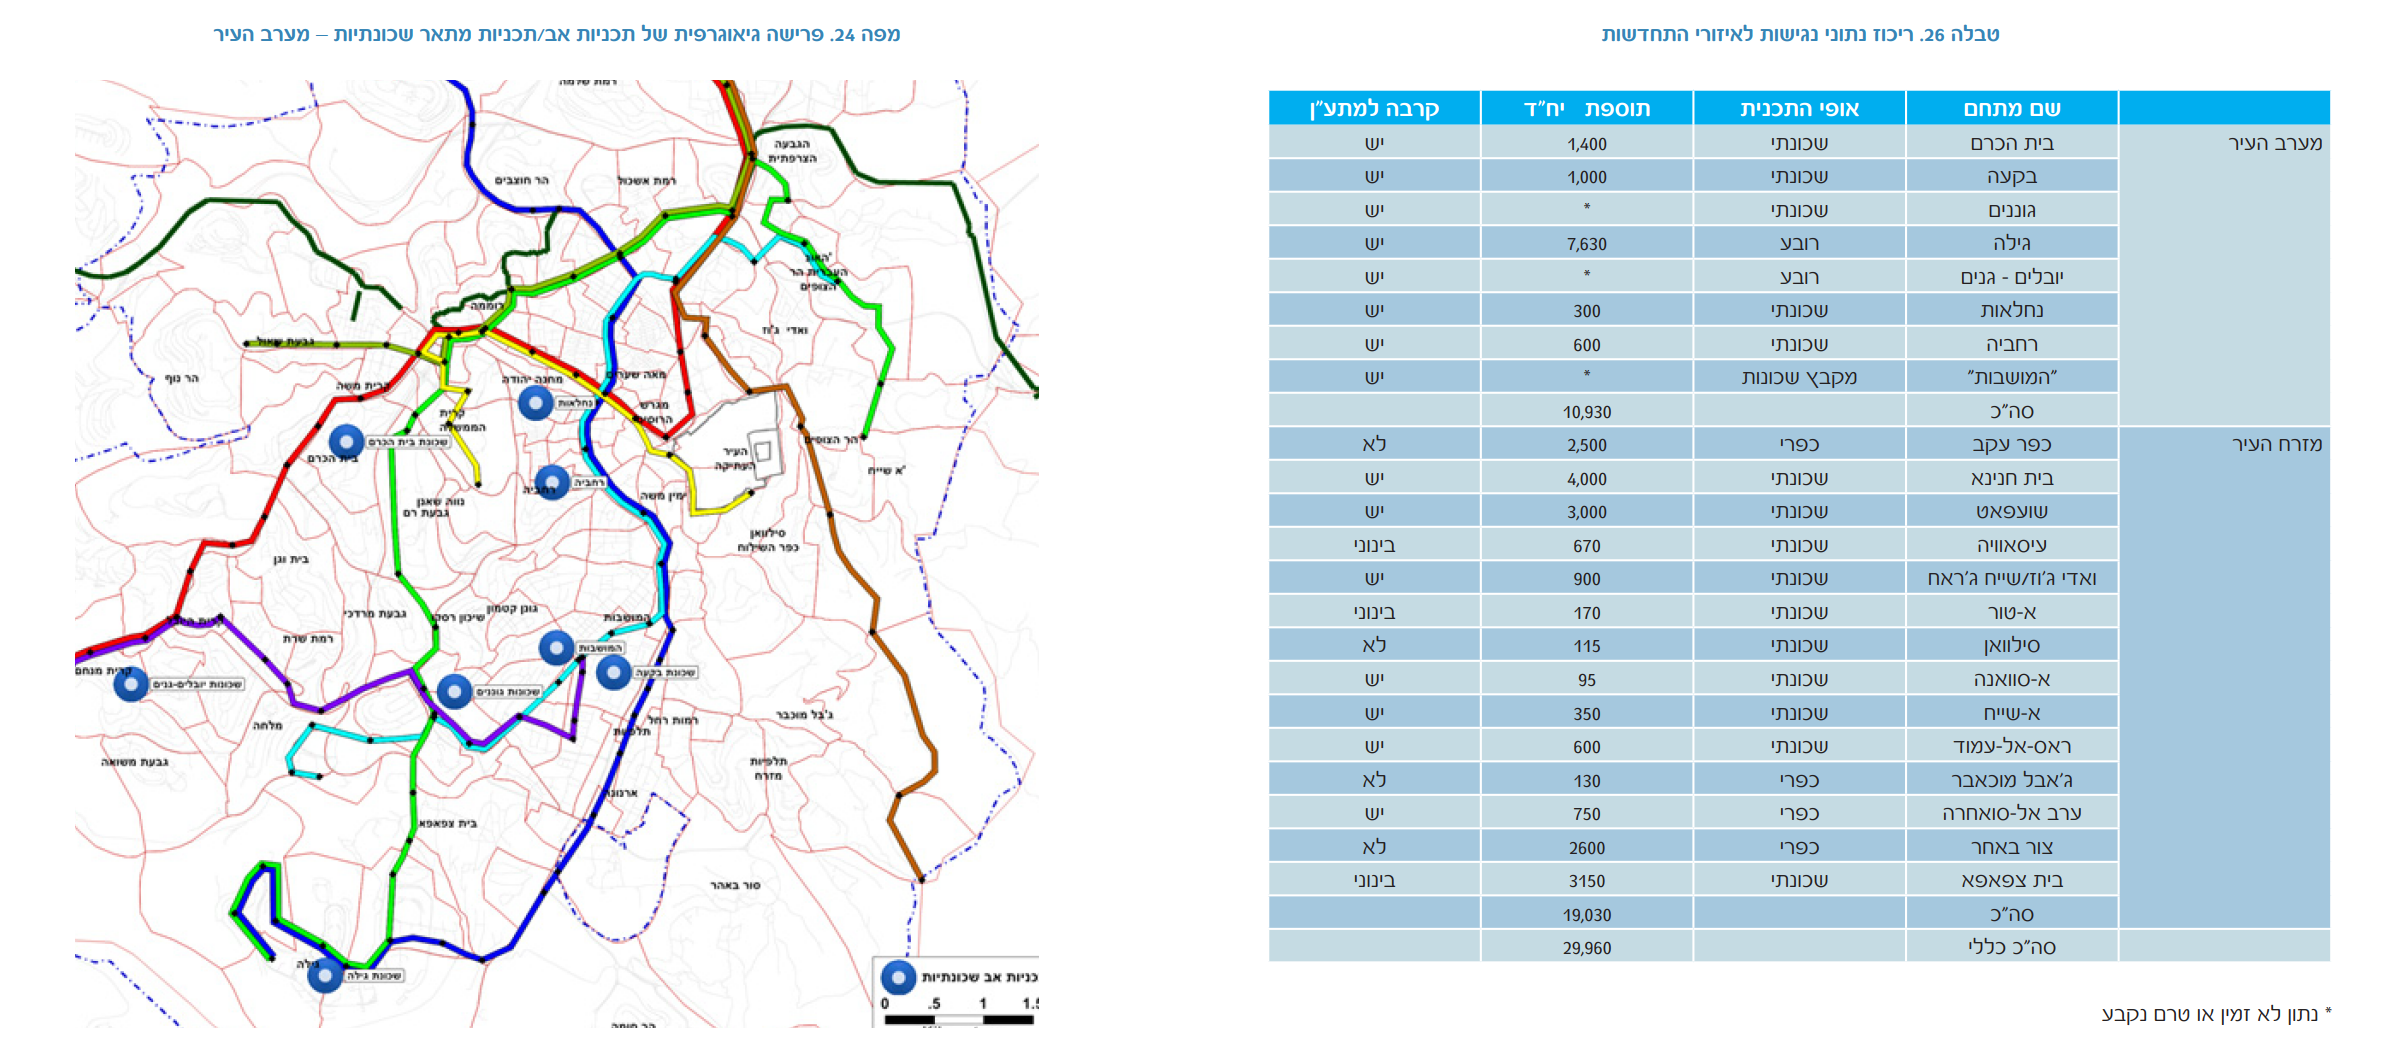 טבלה 26. ריכוז נתוני נגישות לאיזורי התחדשות
שם מתחם אופי התכנית תוספת יח"ד קרבה למתע"ן
מערב העיר בית הכרם שכונתי 1,400 יש
בקעה שכונתי 1,000 יש
גוננים שכונתי * יש
גילה רובע 7,630 יש
יובלים - גנים רובע * יש
נחלאות שכונתי 300 יש
רחביה שכונתי 600 יש
"המושבות" מקבץ שכונות * יש
סה"כ 10,930
מזרח העיר כפר עקב כפרי 2,500 לא
בית חנינא שכונתי 4,000 יש
שועפאט שכונתי 3,000 יש
עיסאוויה שכונתי 670 בינוני
ואדי ג'וז/שייח ג'ראח שכונתי 900 יש
א-טור שכונתי 170 בינוני
סילוואן שכונתי 115 לא
א-סוואנה שכונתי 95 יש
א-שייח שכונתי 350 יש
ראס-אל-עמוד שכונתי 600 יש
ג'אבל מוכאבר כפרי 130 לא
ערב אל-סואחרה כפרי 750 יש
צור באחר כפרי 2600 לא
בית צפאפא שכונתי 3150 בינוני
סה"כ 19,030
סה"כ כללי 29,960
* נתון לא זמין או טרם נקבע
מפה 24. פרישה גיאוגרפית של תכניות אב/תכניות מתאר שכונתיות – מערב העיר
רמת שלמה
הגבעה
הצרפתית
הר חוצבים
רמת אשכול
האונ'
העברית הר
הצופים
רוממה
ואדי ג'וז
גבעת שאול
הר נוף
קרית משה
מחנה יהודה
מאה שערים
נחלאות
מגרש
הרוסים
קרית
הממשלה
שכונת בית הכרם
בית הכרם
הר הצופים
העיר
העתיקה
א שייח'
רחביה
רחביה
ימין משה
נווה שאנן
גבעת רם
סילוואן
כפר השילוח
בית וגן
גבעת מרדכי
שיכון רסקו
גונן קטמון
המושבות
קרית היובל
רמת שרת
המושבות
קרית מנחם
שכונות יובלים-גנים
שכונות גוננים
שכונת בקעה
מלחה
רמות רחל
תלפיות
ג'בל מוכבר
גבעת משואה
תלפיות
מזרח
ארנונה
בית צפאפא
סור באהר
גילה
שכונת גילה
כניות אב שכונתיות
0 .5 1 1.5
הר חומה